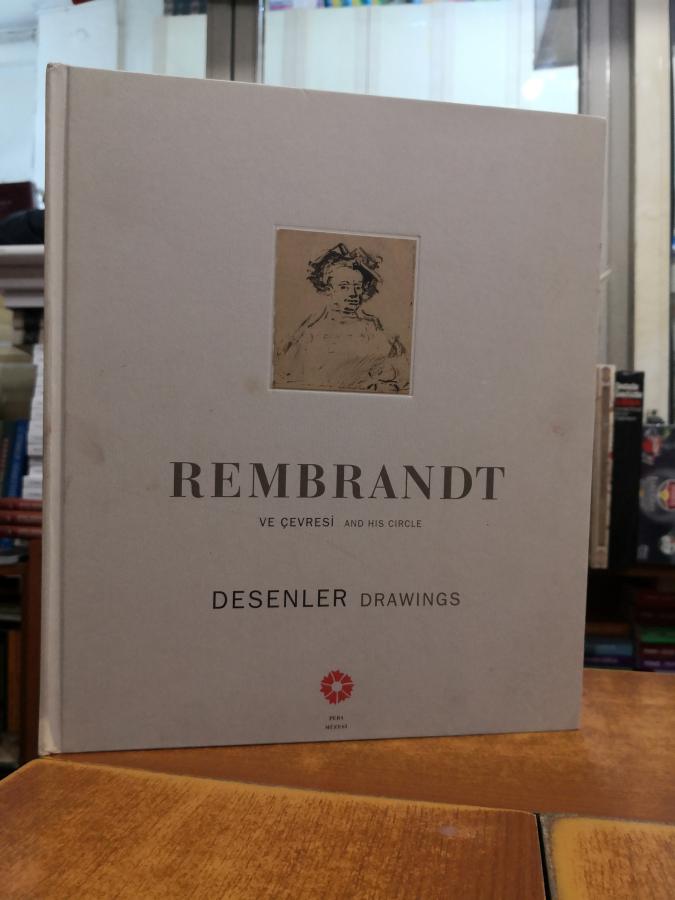 REMBRANDT
VE ÇEVRESİ AND HIS CIRCLE
DESENLER DRAWINGS
PERA
MÜZESİ